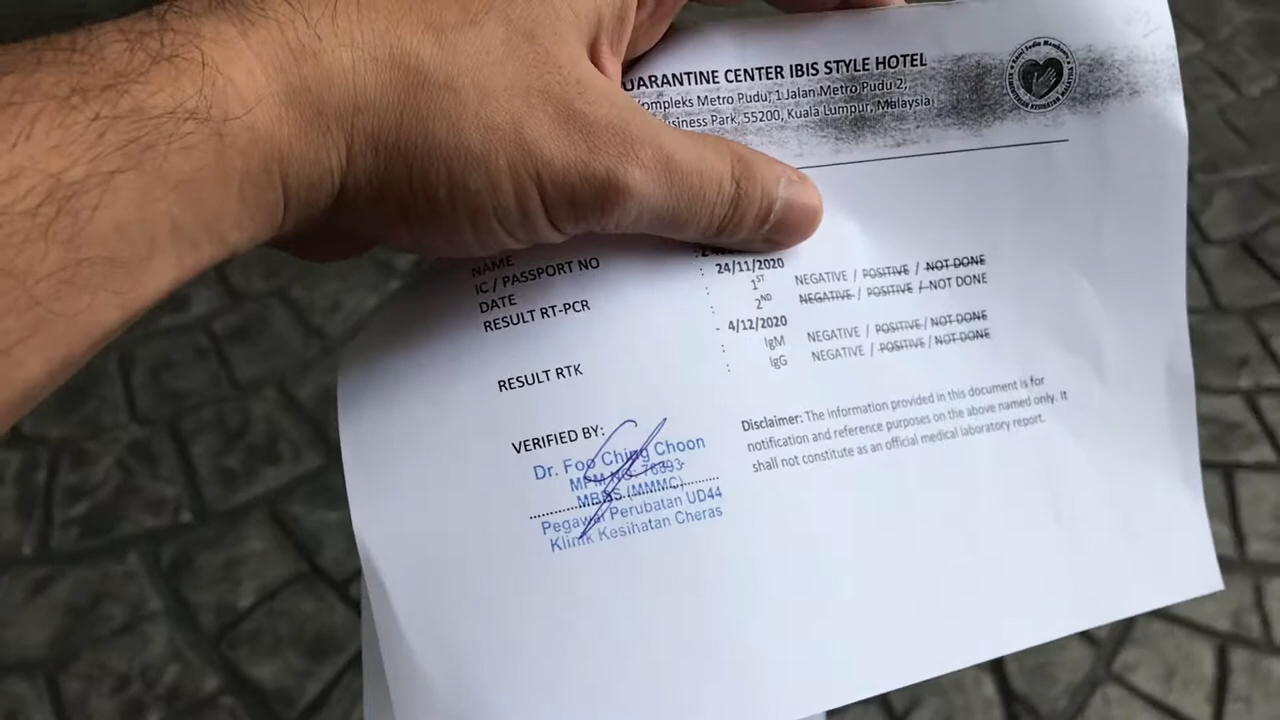 UARANTINE CENTER IBIS STYLE HOTEL
ompleks Metro Pudu, 1 Jalan Metro Pudu 2,
usiness Park, 55200, Kuala Lumpur, Malaysia
NAME
IC / PASSPORT NO
DATE : 24/11/2020
RESULT RT-PCR : 1ST NEGATIVE / POSITIVE / NOT DONE
: 2ND NEGATIVE / POSITIVE / NOT DONE
- 4/12/2020
RESULT RTK : IgM NEGATIVE / POSITIVE / NOT DONE
: IgG NEGATIVE / POSITIVE / NOT DONE
Disclaimer: The information provided in this document is for
notification and reference purposes on the above named only. It
shall not constitute as an official medical laboratory report.
VERIFIED BY:
Dr. Foo Ching Choon
MPM NO: 76893
MBBS (MMMC)
Pegawai Perubatan UD44
Klinik Kesihatan Cheras